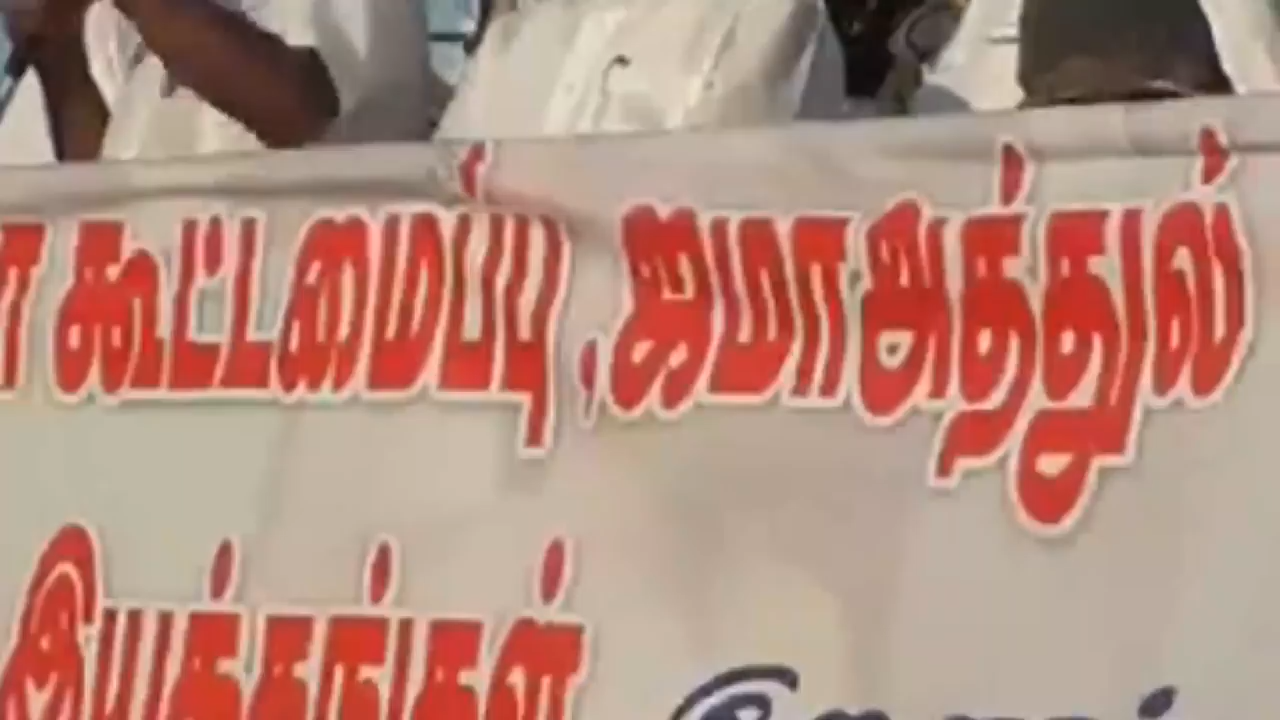 கூட்டமைப்பு, ஜமாஅத்துல்
இயக்கங்கள்